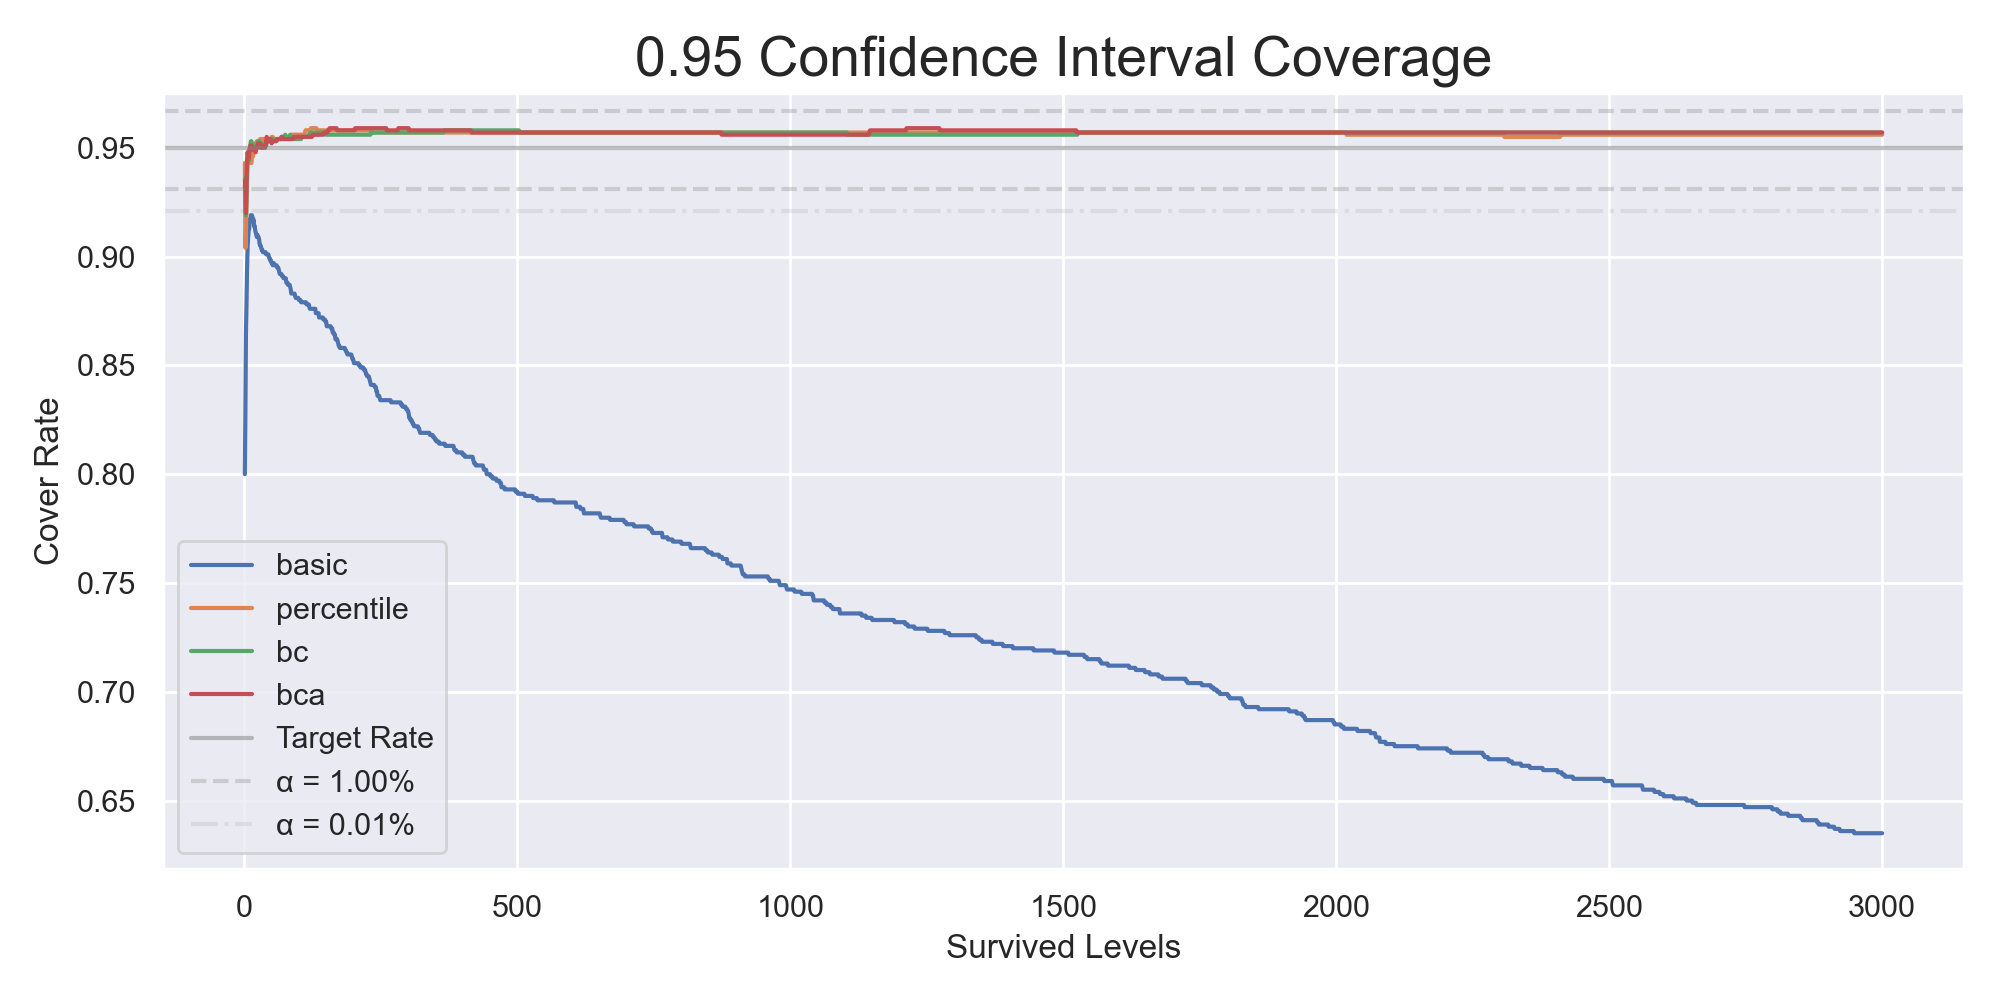 0.95 Confidence Interval Coverage
Cover Rate
0.95
0.90
0.85
0.80
0.75
0.70
0.65
basic
percentile
bc
bca
Target Rate
α = 1.00%
α = 0.01%
0 500 1000 1500 2000 2500 3000
Survived Levels